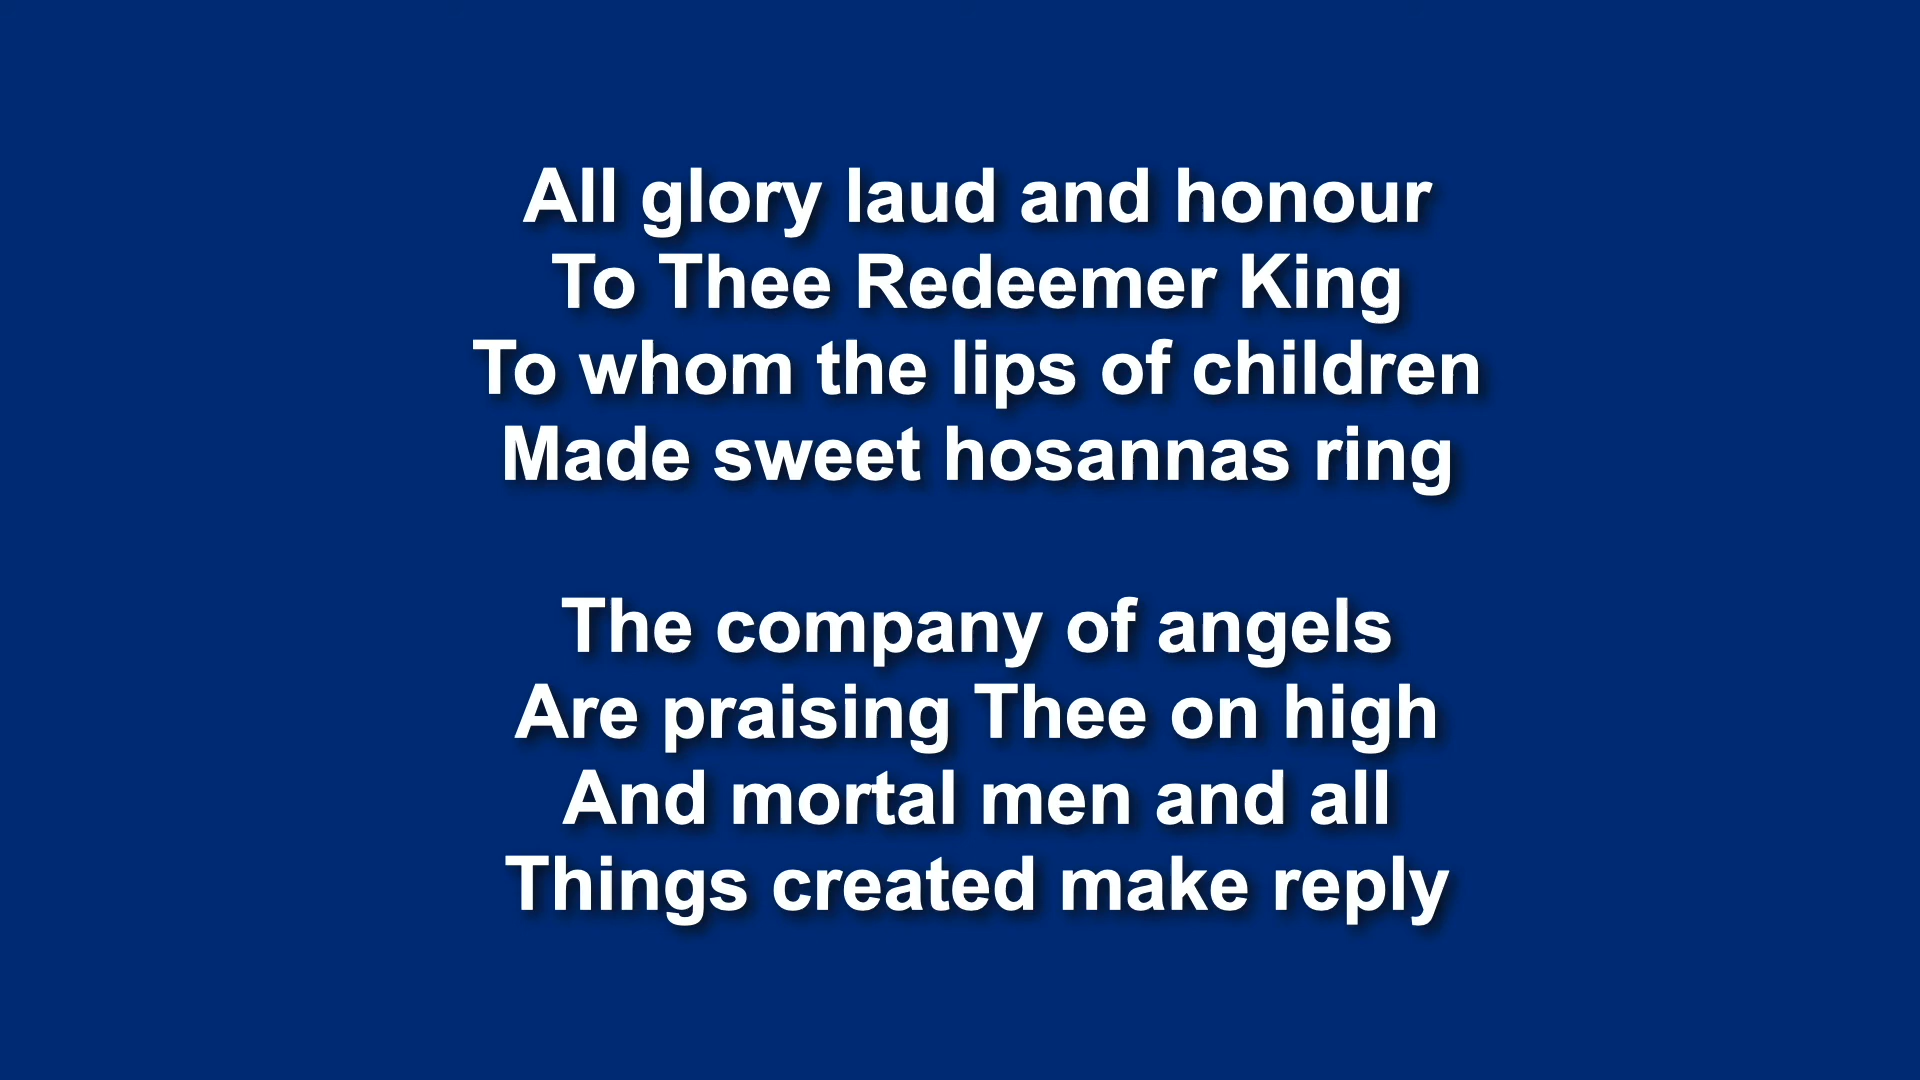 All glory laud and honour
To Thee Redeemer King
To whom the lips of children
Made sweet hosannas ring
The company of angels
Are praising Thee on high
And mortal men and all
Things created make reply